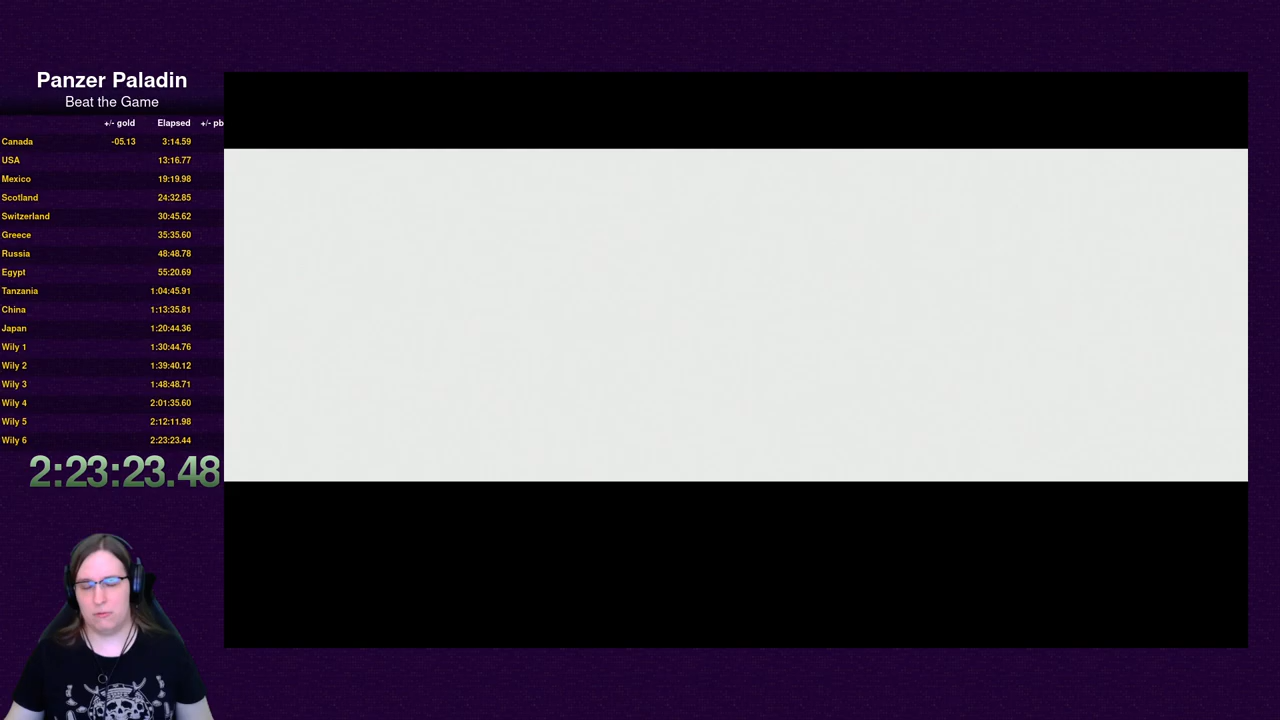 Panzer Paladin
Beat the Game
+/- gold Elapsed +/- pb
Canada -05.13 3:14.59
USA 13:16.77
Mexico 19:19.98
Scotland 24:32.85
Switzerland 30:45.62
Greece 35:35.60
Russia 48:48.78
Egypt 55:20.69
Tanzania 1:04:45.91
China 1:13:35.81
Japan 1:20:44.36
Wily 1 1:30:44.76
Wily 2 1:39:40.12
Wily 3 1:48:48.71
Wily 4 2:01:35.60
Wily 5 2:12:11.98
Wily 6 2:23:23.44
2:23:23.48